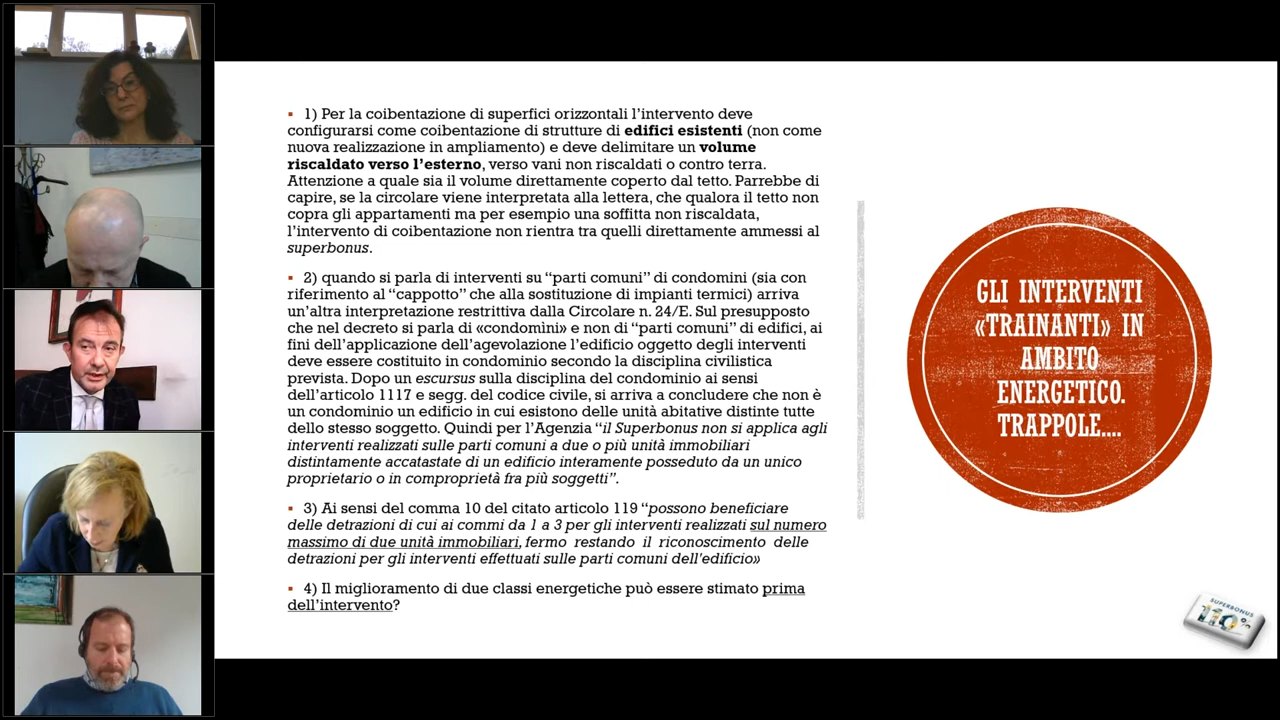 ▪ 1) Per la coibentazione di superfici orizzontali l’intervento deve
configurarsi come coibentazione di strutture di edifici esistenti (non come
nuova realizzazione in ampliamento) e deve delimitare un volume
riscaldato verso l’esterno, verso vani non riscaldati o contro terra.
Attenzione a quale sia il volume direttamente coperto dal tetto. Parrebbe di
capire, se la circolare viene interpretata alla lettera, che qualora il tetto non
copra gli appartamenti ma per esempio una soffitta non riscaldata,
l’intervento di coibentazione non rientra tra quelli direttamente ammessi al
superbonus.
▪ 2) quando si parla di interventi su “parti comuni” di condomini (sia con
riferimento al “cappotto” che alla sostituzione di impianti termici) arriva
un’altra interpretazione restrittiva dalla Circolare n. 24/E. Sul presupposto
che nel decreto si parla di «condomìni» e non di “parti comuni” di edifici, ai
fini dell’applicazione dell’agevolazione l’edificio oggetto degli interventi
deve essere costituito in condominio secondo la disciplina civilistica
prevista. Dopo un escursus sulla disciplina del condominio ai sensi
dell’articolo 1117 e segg. del codice civile, si arriva a concludere che non è
un condominio un edificio in cui esistono delle unità abitative distinte tutte
dello stesso soggetto. Quindi per l’Agenzia “il Superbonus non si applica agli
interventi realizzati sulle parti comuni a due o più unità immobiliari
distintamente accatastate di un edificio interamente posseduto da un unico
proprietario o in comproprietà fra più soggetti”.
▪ 3) Ai sensi del comma 10 del citato articolo 119 “possono beneficiare
delle detrazioni di cui ai commi da 1 a 3 per gli interventi realizzati sul numero
massimo di due unità immobiliari, fermo restando il riconoscimento delle
detrazioni per gli interventi effettuati sulle parti comuni dell’edificio»
▪ 4) Il miglioramento di due classi energetiche può essere stimato prima
dell’intervento?
GLI INTERVENTI
«TRAINANTI» IN
AMBITO
ENERGETICO.
TRAPPOLE....
SUPERBONUS
110%